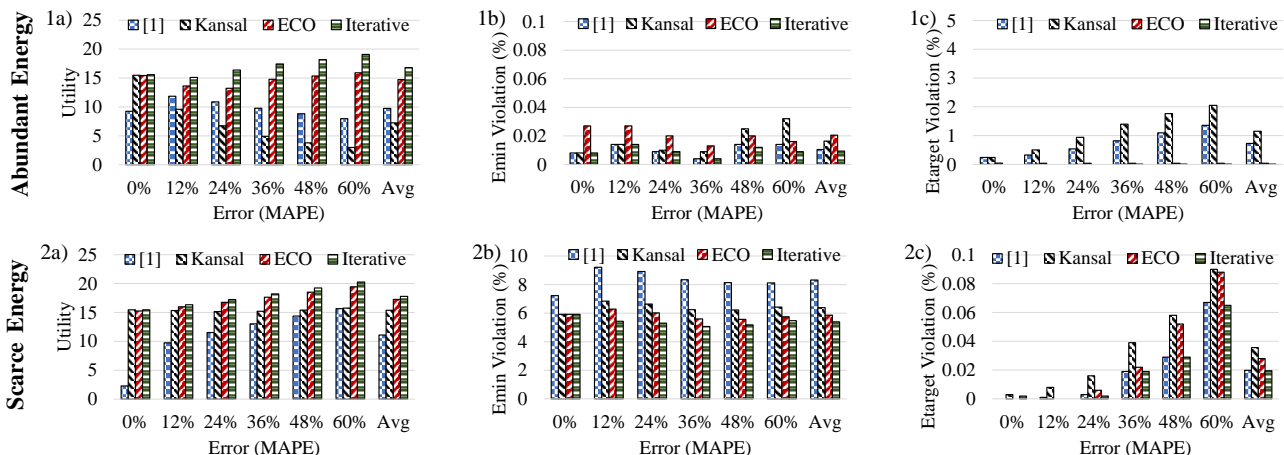 Abundant Energy
1a)
[1] Kansal ECO Iterative
Utility
25
20
15
10
5
0
0% 12% 24% 36% 48% 60% Avg
Error (MAPE)
1b)
[1] Kansal ECO Iterative
Emin Violation (%)
0.1
0.08
0.06
0.04
0.02
0
0% 12% 24% 36% 48% 60% Avg
Error (MAPE)
1c)
[1] Kansal ECO Iterative
Etarget Violation (%)
5
4
3
2
1
0
0% 12% 24% 36% 48% 60% Avg
Error (MAPE)
Scarce Energy
2a)
[1] Kansal ECO Iterative
Utility
25
20
15
10
5
0
0% 12% 24% 36% 48% 60% Avg
Error (MAPE)
2b)
[1] Kansal ECO Iterative
Emin Violation (%)
10
8
6
4
2
0
0% 12% 24% 36% 48% 60% Avg
Error (MAPE)
2c)
[1] Kansal ECO Iterative
Etarget Violation (%)
0.1
0.08
0.06
0.04
0.02
0
0% 12% 24% 36% 48% 60% Avg
Error (MAPE)